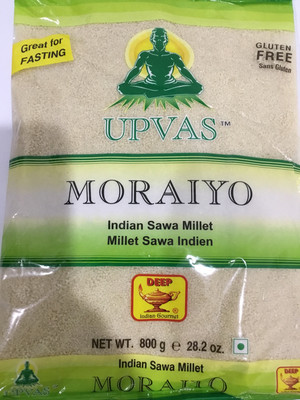 Great for
FASTING
GLUTEN
FREE
Sans Gluten
UPVAS™
MORAIYO
Indian Sawa Millet
Millet Sawa Indien
DEEP
Indian Gourmet
NET WT. 800 g ℮ 28.2 oz.
Indian Sawa Millet
MORAIYO